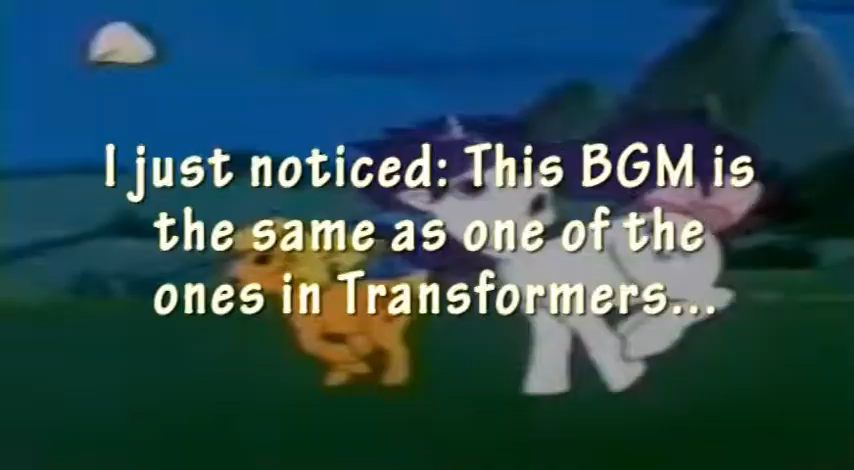 I just noticed: This BGM is
the same as one of the
ones in Transformers...